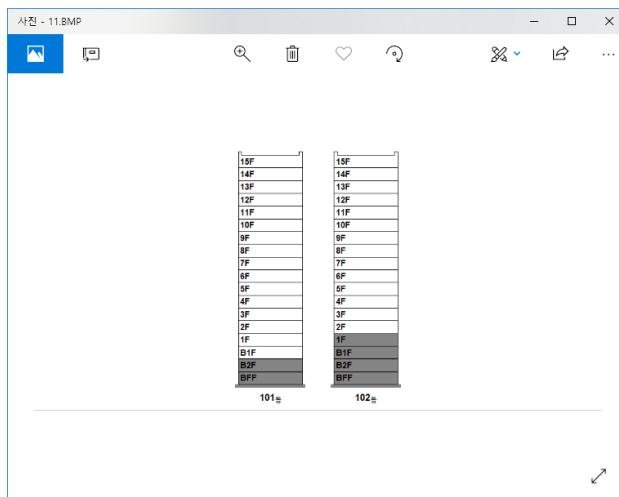 사진 - 11.BMP
15F 15F
14F 14F
13F 13F
12F 12F
11F 11F
10F 10F
9F 9F
8F 8F
7F 7F
6F 6F
5F 5F
4F 4F
3F 3F
2F 2F
1F 1F
B1F B1F
B2F B2F
BFF BFF
101동 102동